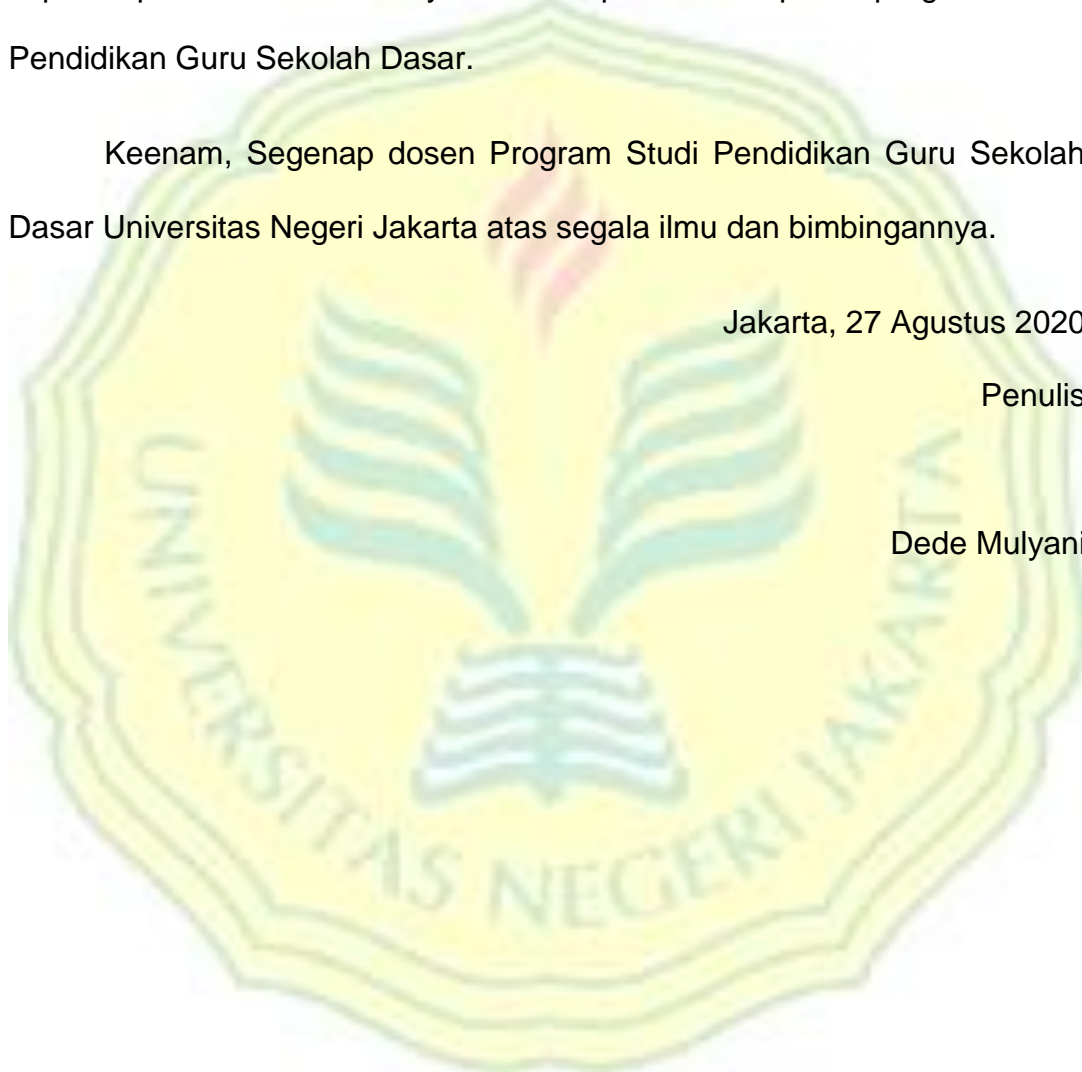 Pendidikan Guru Sekolah Dasar.
Keenam, Segenap dosen Program Studi Pendidikan Guru Sekolah
Dasar Universitas Negeri Jakarta atas segala ilmu dan bimbingannya.
Jakarta, 27 Agustus 2020
Penulis
Dede Mulyani
UNIVERSITAS NEGERI JAKARTA